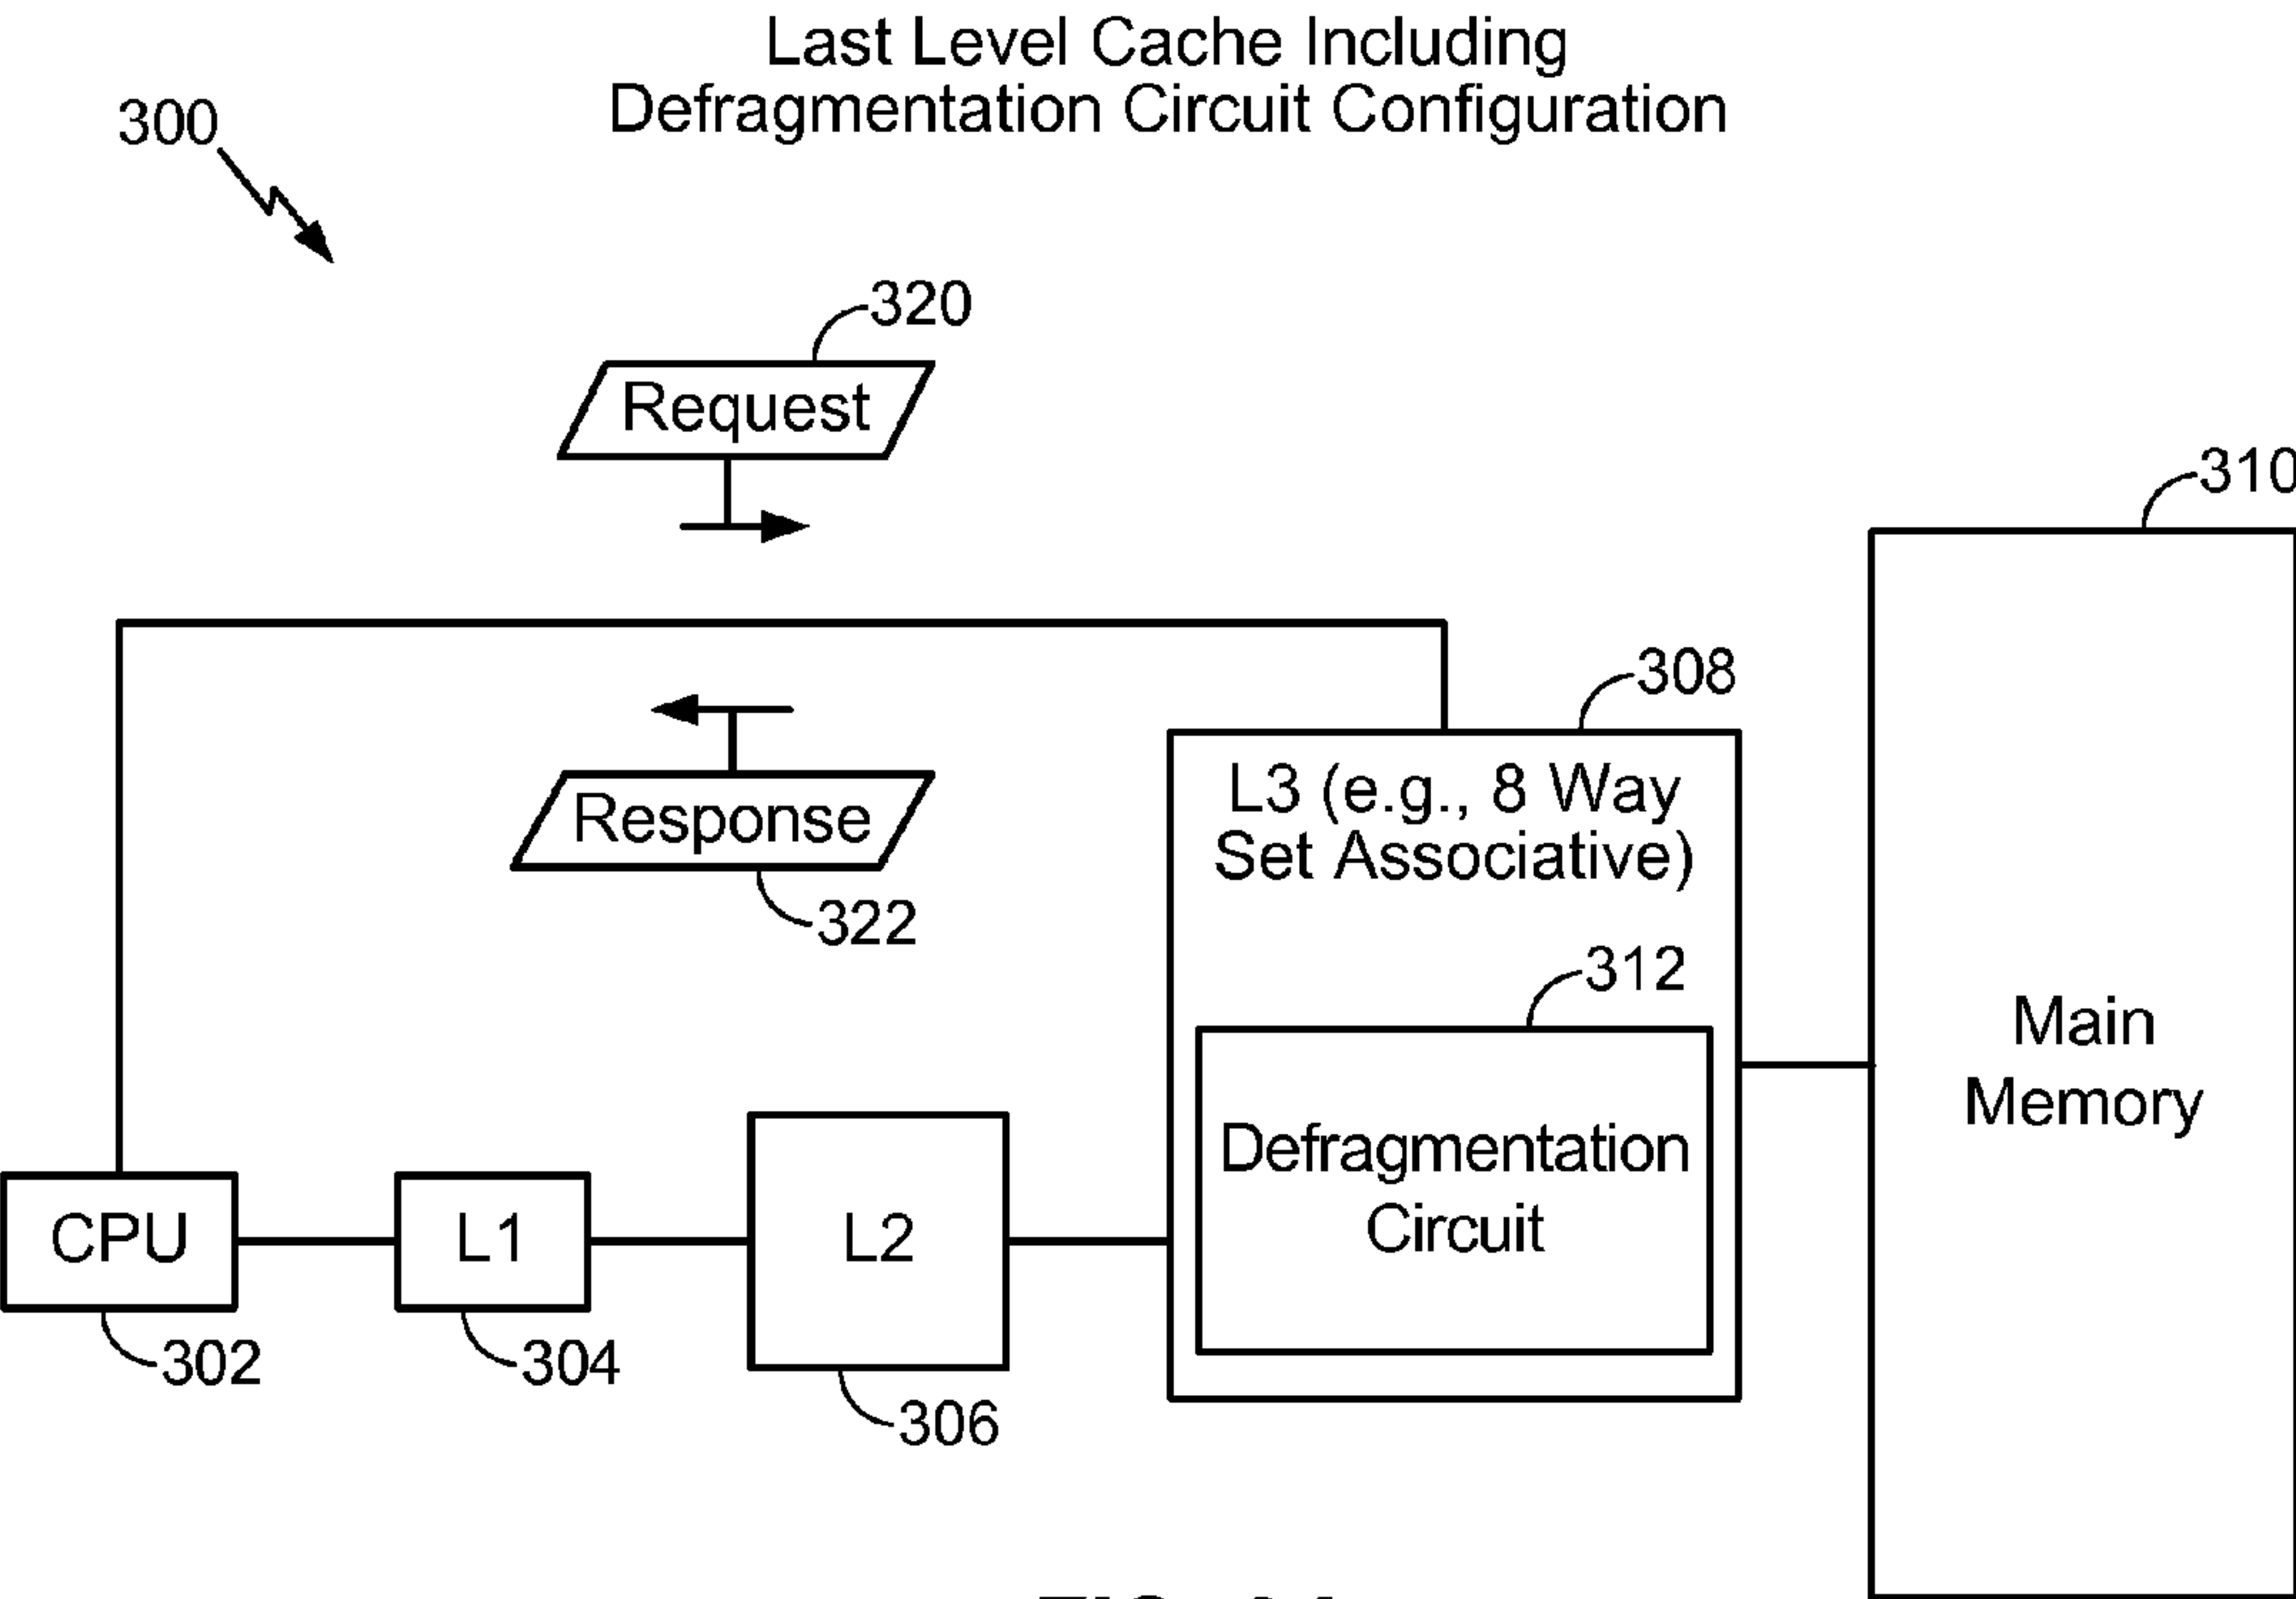 Last Level Cache Including
Defragmentation Circuit Configuration
300
320
Request
310
308
L3 (e.g., 8 Way
Set Associative)
Response
322
312
Main
Memory
Defragmentation
Circuit
CPU
L1
L2
302
304
306